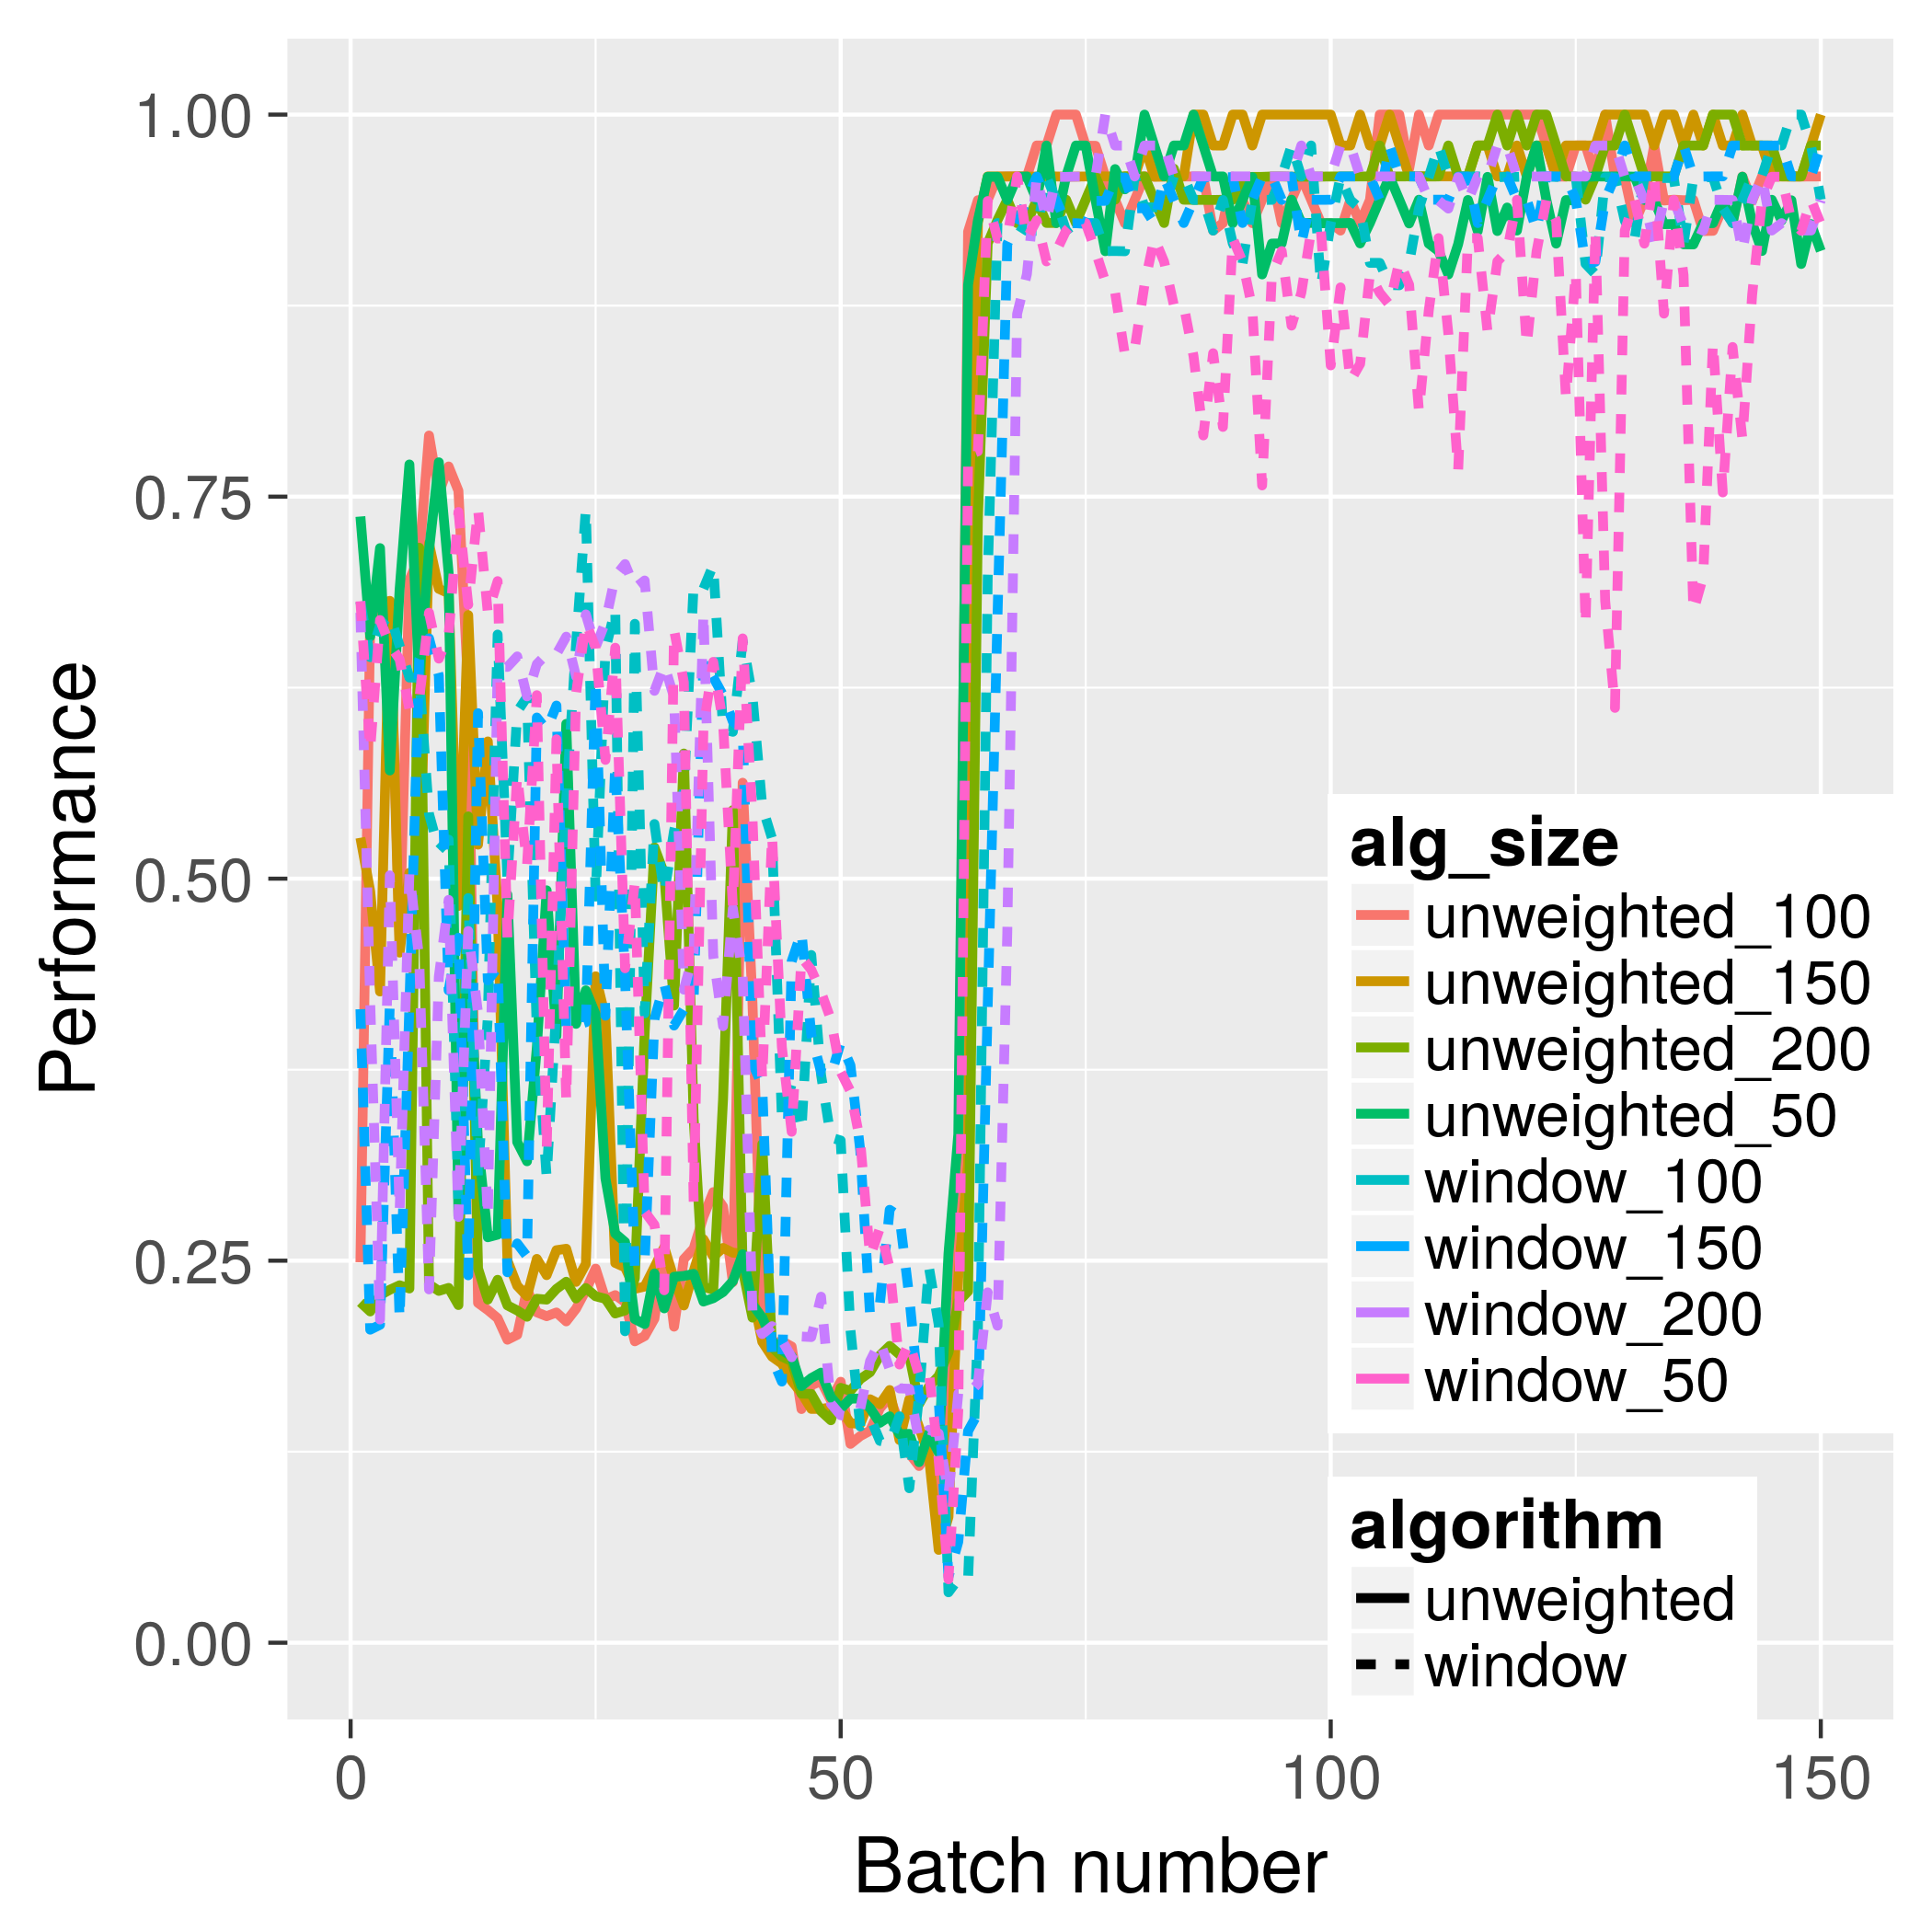 1.00
0.75
0.50
0.25
0.00
Performance
0
50
100
150
Batch number
alg_size
unweighted_100
unweighted_150
unweighted_200
unweighted_50
window_100
window_150
window_200
window_50
algorithm
unweighted
window